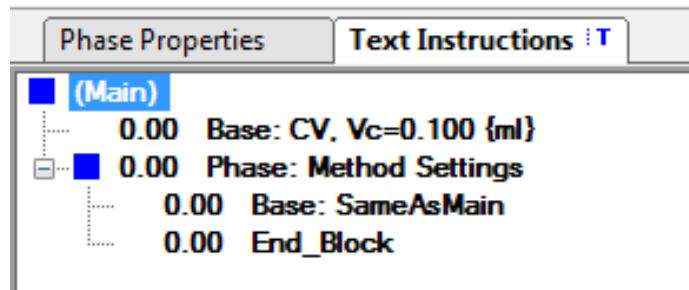 Phase Properties Text Instructions T
(Main)
0.00 Base: CV, Vc=0.100 {ml}
0.00 Phase: Method Settings
0.00 Base: SameAsMain
0.00 End_Block